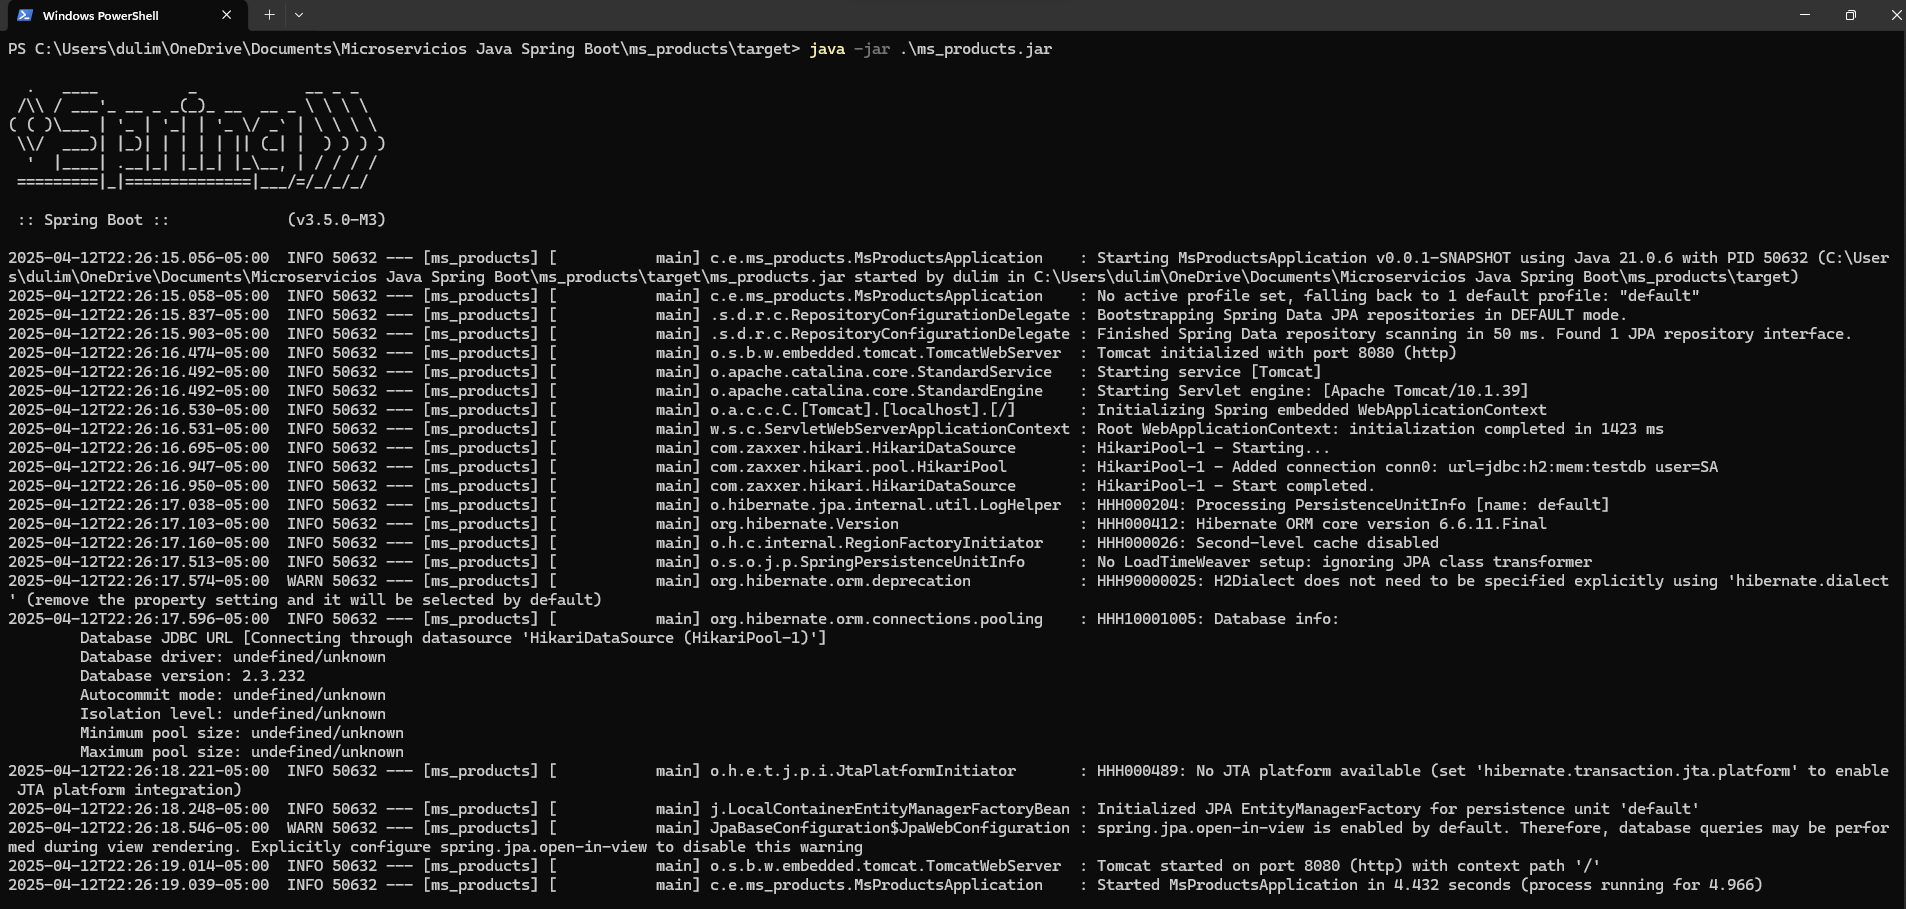 Windows PowerShell
PS C:\Users\dulim\OneDrive\Documents\Microservicios Java Spring Boot\ms_products\target> java -jar .\ms_products.jar
  .   ____          _            __ _ _
 /\\ / ___'_ __ _ _(_)_ __  __ _ \ \ \ \
( ( )\___ | '_ | '_| | '_ \/ _` | \ \ \ \
 \\/  ___)| |_)| | | | | || (_| |  ) ) ) )
  '  |____| .__|_| |_|_| |_\__, | / / / /
 =========|_|==============|___/=/_/_/_/
 :: Spring Boot ::             (v3.5.0-M3)
2025-04-12T22:26:15.056-05:00  INFO 50632 --- [ms_products] [           main] c.e.ms_products.MsProductsApplication    : Starting MsProductsApplication v0.0.1-SNAPSHOT using Java 21.0.6 with PID 50632 (C:\User
s\dulim\OneDrive\Documents\Microservicios Java Spring Boot\ms_products\target\ms_products.jar started by dulim in C:\Users\dulim\OneDrive\Documents\Microservicios Java Spring Boot\ms_products\target)
2025-04-12T22:26:15.058-05:00  INFO 50632 --- [ms_products] [           main] c.e.ms_products.MsProductsApplication    : No active profile set, falling back to 1 default profile: "default"
2025-04-12T22:26:15.837-05:00  INFO 50632 --- [ms_products] [           main] .s.d.r.c.RepositoryConfigurationDelegate : Bootstrapping Spring Data JPA repositories in DEFAULT mode.
2025-04-12T22:26:15.903-05:00  INFO 50632 --- [ms_products] [           main] .s.d.r.c.RepositoryConfigurationDelegate : Finished Spring Data repository scanning in 50 ms. Found 1 JPA repository interface.
2025-04-12T22:26:16.474-05:00  INFO 50632 --- [ms_products] [           main] o.s.b.w.embedded.tomcat.TomcatWebServer  : Tomcat initialized with port 8080 (http)
2025-04-12T22:26:16.492-05:00  INFO 50632 --- [ms_products] [           main] o.apache.catalina.core.StandardService   : Starting service [Tomcat]
2025-04-12T22:26:16.492-05:00  INFO 50632 --- [ms_products] [           main] o.apache.catalina.core.StandardEngine    : Starting Servlet engine: [Apache Tomcat/10.1.39]
2025-04-12T22:26:16.530-05:00  INFO 50632 --- [ms_products] [           main] o.a.c.c.C.[Tomcat].[localhost].[/]       : Initializing Spring embedded WebApplicationContext
2025-04-12T22:26:16.531-05:00  INFO 50632 --- [ms_products] [           main] w.s.c.ServletWebServerApplicationContext : Root WebApplicationContext: initialization completed in 1423 ms
2025-04-12T22:26:16.695-05:00  INFO 50632 --- [ms_products] [           main] com.zaxxer.hikari.HikariDataSource       : HikariPool-1 - Starting...
2025-04-12T22:26:16.947-05:00  INFO 50632 --- [ms_products] [           main] com.zaxxer.hikari.pool.HikariPool        : HikariPool-1 - Added connection conn0: url=jdbc:h2:mem:testdb user=SA
2025-04-12T22:26:16.950-05:00  INFO 50632 --- [ms_products] [           main] com.zaxxer.hikari.HikariDataSource       : HikariPool-1 - Start completed.
2025-04-12T22:26:17.038-05:00  INFO 50632 --- [ms_products] [           main] o.hibernate.jpa.internal.util.LogHelper  : HHH000204: Processing PersistenceUnitInfo [name: default]
2025-04-12T22:26:17.103-05:00  INFO 50632 --- [ms_products] [           main] org.hibernate.Version                    : HHH000412: Hibernate ORM core version 6.6.11.Final
2025-04-12T22:26:17.160-05:00  INFO 50632 --- [ms_products] [           main] o.h.c.internal.RegionFactoryInitiator    : HHH000026: Second-level cache disabled
2025-04-12T22:26:17.513-05:00  INFO 50632 --- [ms_products] [           main] o.s.o.j.p.SpringPersistenceUnitInfo      : No LoadTimeWeaver setup: ignoring JPA class transformer
2025-04-12T22:26:17.574-05:00  WARN 50632 --- [ms_products] [           main] org.hibernate.orm.deprecation            : HHH90000025: H2Dialect does not need to be specified explicitly using 'hibernate.dialect
' (remove the property setting and it will be selected by default)
2025-04-12T22:26:17.596-05:00  INFO 50632 --- [ms_products] [           main] org.hibernate.orm.connections.pooling    : HHH10001005: Database info:
        Database JDBC URL [Connecting through datasource 'HikariDataSource (HikariPool-1)']
        Database driver: undefined/unknown
        Database version: 2.3.232
        Autocommit mode: undefined/unknown
        Isolation level: undefined/unknown
        Minimum pool size: undefined/unknown
        Maximum pool size: undefined/unknown
2025-04-12T22:26:18.221-05:00  INFO 50632 --- [ms_products] [           main] o.h.e.t.j.p.i.JtaPlatformInitiator       : HHH000489: No JTA platform available (set 'hibernate.transaction.jta.platform' to enable
 JTA platform integration)
2025-04-12T22:26:18.248-05:00  INFO 50632 --- [ms_products] [           main] j.LocalContainerEntityManagerFactoryBean : Initialized JPA EntityManagerFactory for persistence unit 'default'
2025-04-12T22:26:18.546-05:00  WARN 50632 --- [ms_products] [           main] JpaBaseConfiguration$JpaWebConfiguration : spring.jpa.open-in-view is enabled by default. Therefore, database queries may be perfor
med during view rendering. Explicitly configure spring.jpa.open-in-view to disable this warning
2025-04-12T22:26:19.014-05:00  INFO 50632 --- [ms_products] [           main] o.s.b.w.embedded.tomcat.TomcatWebServer  : Tomcat started on port 8080 (http) with context path '/'
2025-04-12T22:26:19.039-05:00  INFO 50632 --- [ms_products] [           main] c.e.ms_products.MsProductsApplication    : Started MsProductsApplication in 4.432 seconds (process running for 4.966)